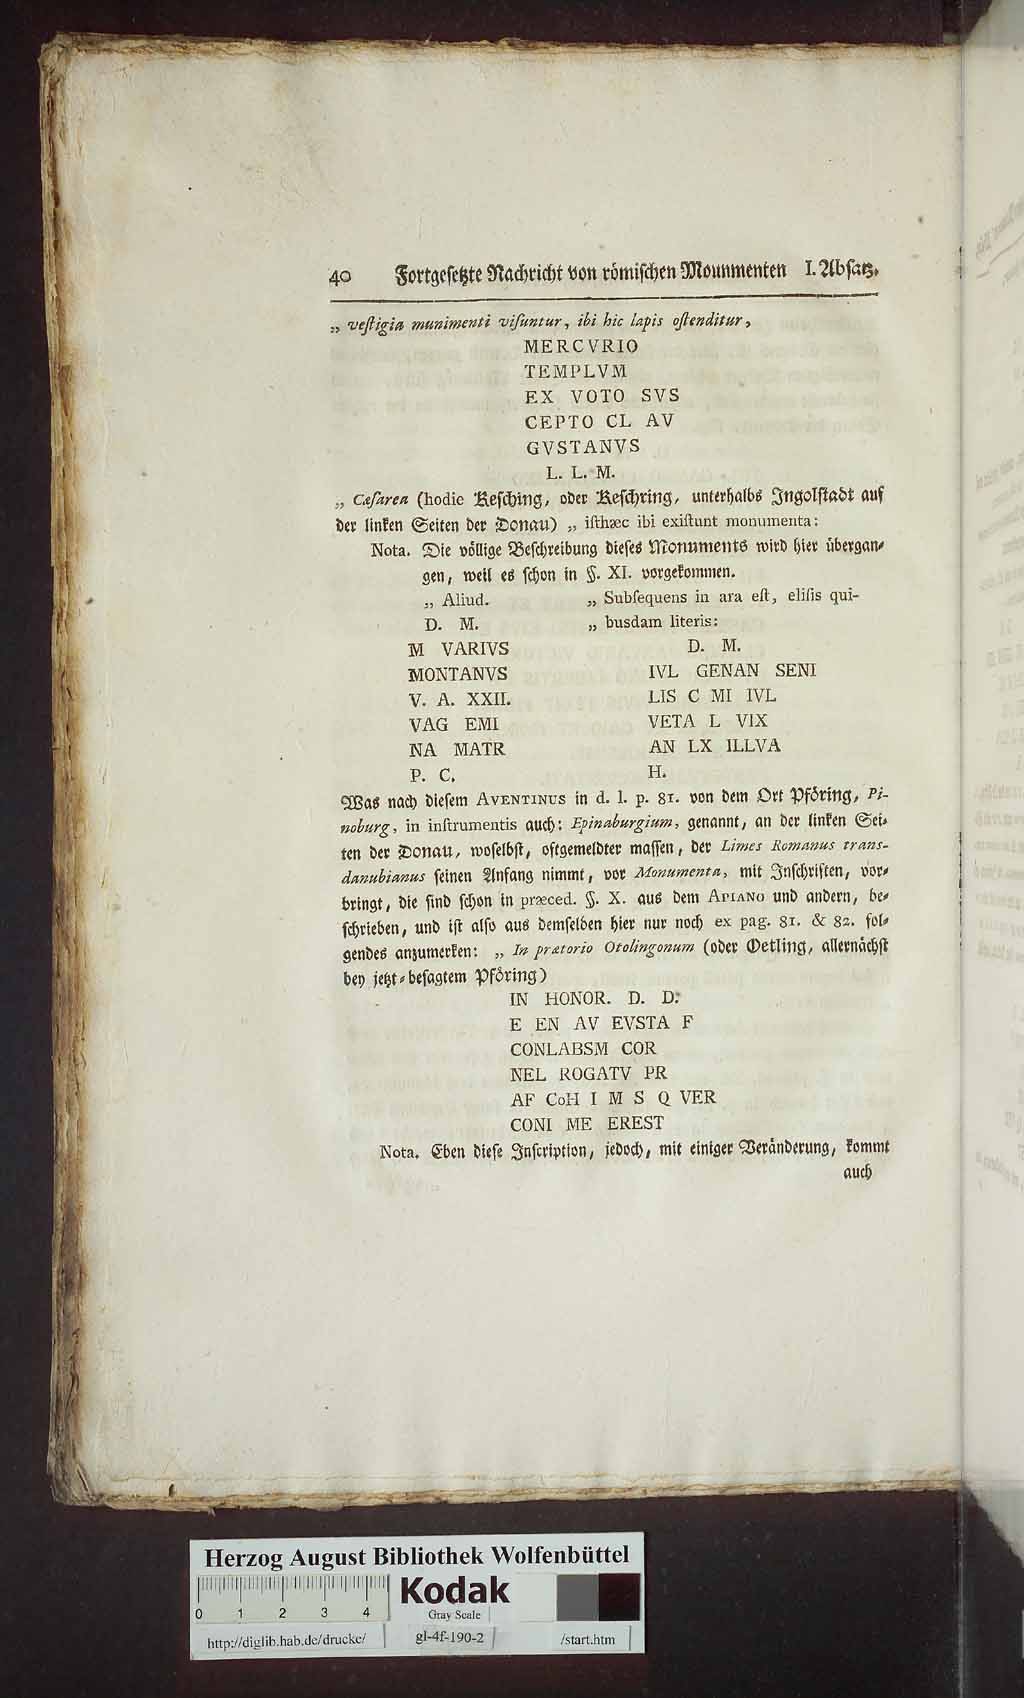 40 Fortgesetzte Nachricht von römischen Mounmenten I. Absatz.
„ veſtigia munimenti viſuntur, ibi hic lapis oſtenditur,
MERCVRIO
TEMPLVM
EX VOTO SVS
CEPTO CL AV
GVSTANVS
L. L. M.
„ Cæſarea (hodie Keſching, oder Keſchring, unterhalbs Ingolſtadt auf
der linken Seiten der Donau) „ iſthæc ibi exiſtunt monumenta:
Nota. Die völlige Beſchreibung dieſes Monuments wird hier übergan-
gen, weil es ſchon in §. XI. vorgekommen.
„ Aliud.
D. M.
M VARIVS
MONTANVS
V. A. XXII.
VAG EMI
NA MATR
P. C.
„ Subſequens in ara eſt, eliſis qui-
„ busdam literis:
D. M.
IVL GENAN SENI
LIS C MI IVL
VETA L VIX
AN LX ILLVA
H.
Was nach dieſem AVENTINUS in d. l. p. 81. von dem Ort Pföring, Pi-
noburg, in inſtrumentis auch: Epinaburgium, genannt, an der linken Sei-
ten der Donau, woſelbſt, oftgemeldter maſſen, der Limes Romanus trans-
danubianus ſeinen Anfang nimmt, vor Monumenta, mit Inſchriften, vor-
bringt, die ſind ſchon in præced. §. X. aus dem APIANO und andern, be-
ſchrieben, und iſt alſo aus demſelben hier nur noch ex pag. 81. & 82. fol-
gendes anzumerken: „ In prætorio Otolingonum (oder Oetling, allernächſt
bey jetzt-beſagtem Pföring)
IN HONOR. D. D.
E EN AV EVSTA F
CONLABSM COR
NEL ROGATV PR
AF CoH I M S Q VER
CONI ME EREST
Nota. Eben dieſe Inſcription, jedoch, mit einiger Veränderung, kommt
auch
Herzog August Bibliothek Wolfenbüttel
0 1 2 3 4
Kodak
Gray Scale
http://diglib.hab.de/drucke/ gl-4f-190-2 /start.htm